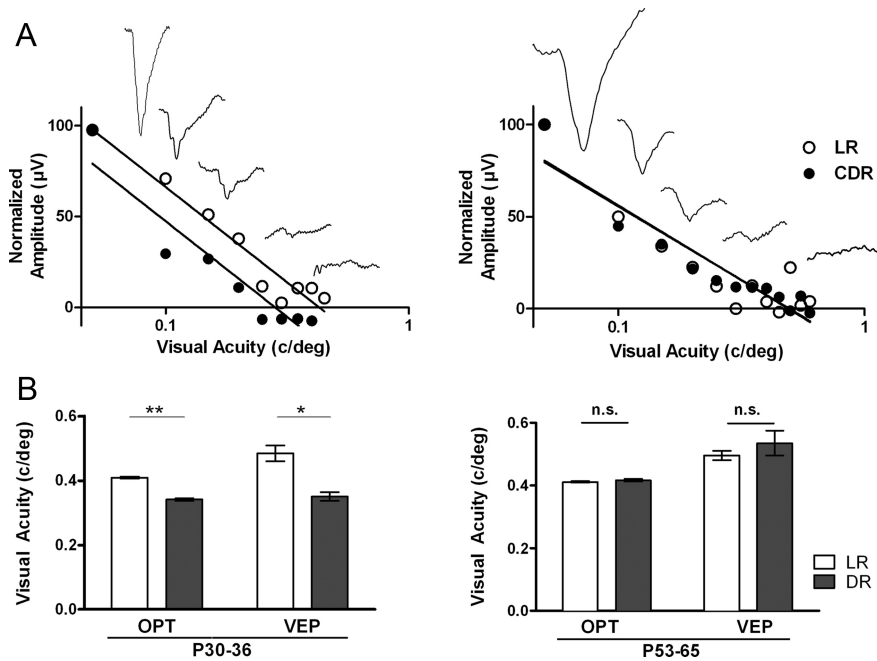 A
Normalized
Amplitude (µV)
100
50
0
0.1
1
Visual Acuity (c/deg)
Normalized
Amplitude (µV)
100
50
0
0.1
1
Visual Acuity (c/deg)
LR
CDR
B
Visual Acuity (c/deg)
0.6
0.4
0.2
0.0
**
*
OPT
VEP
P30-36
Visual Acuity (c/deg)
0.6
0.4
0.2
0.0
n.s.
n.s.
OPT
VEP
P53-65
LR
DR